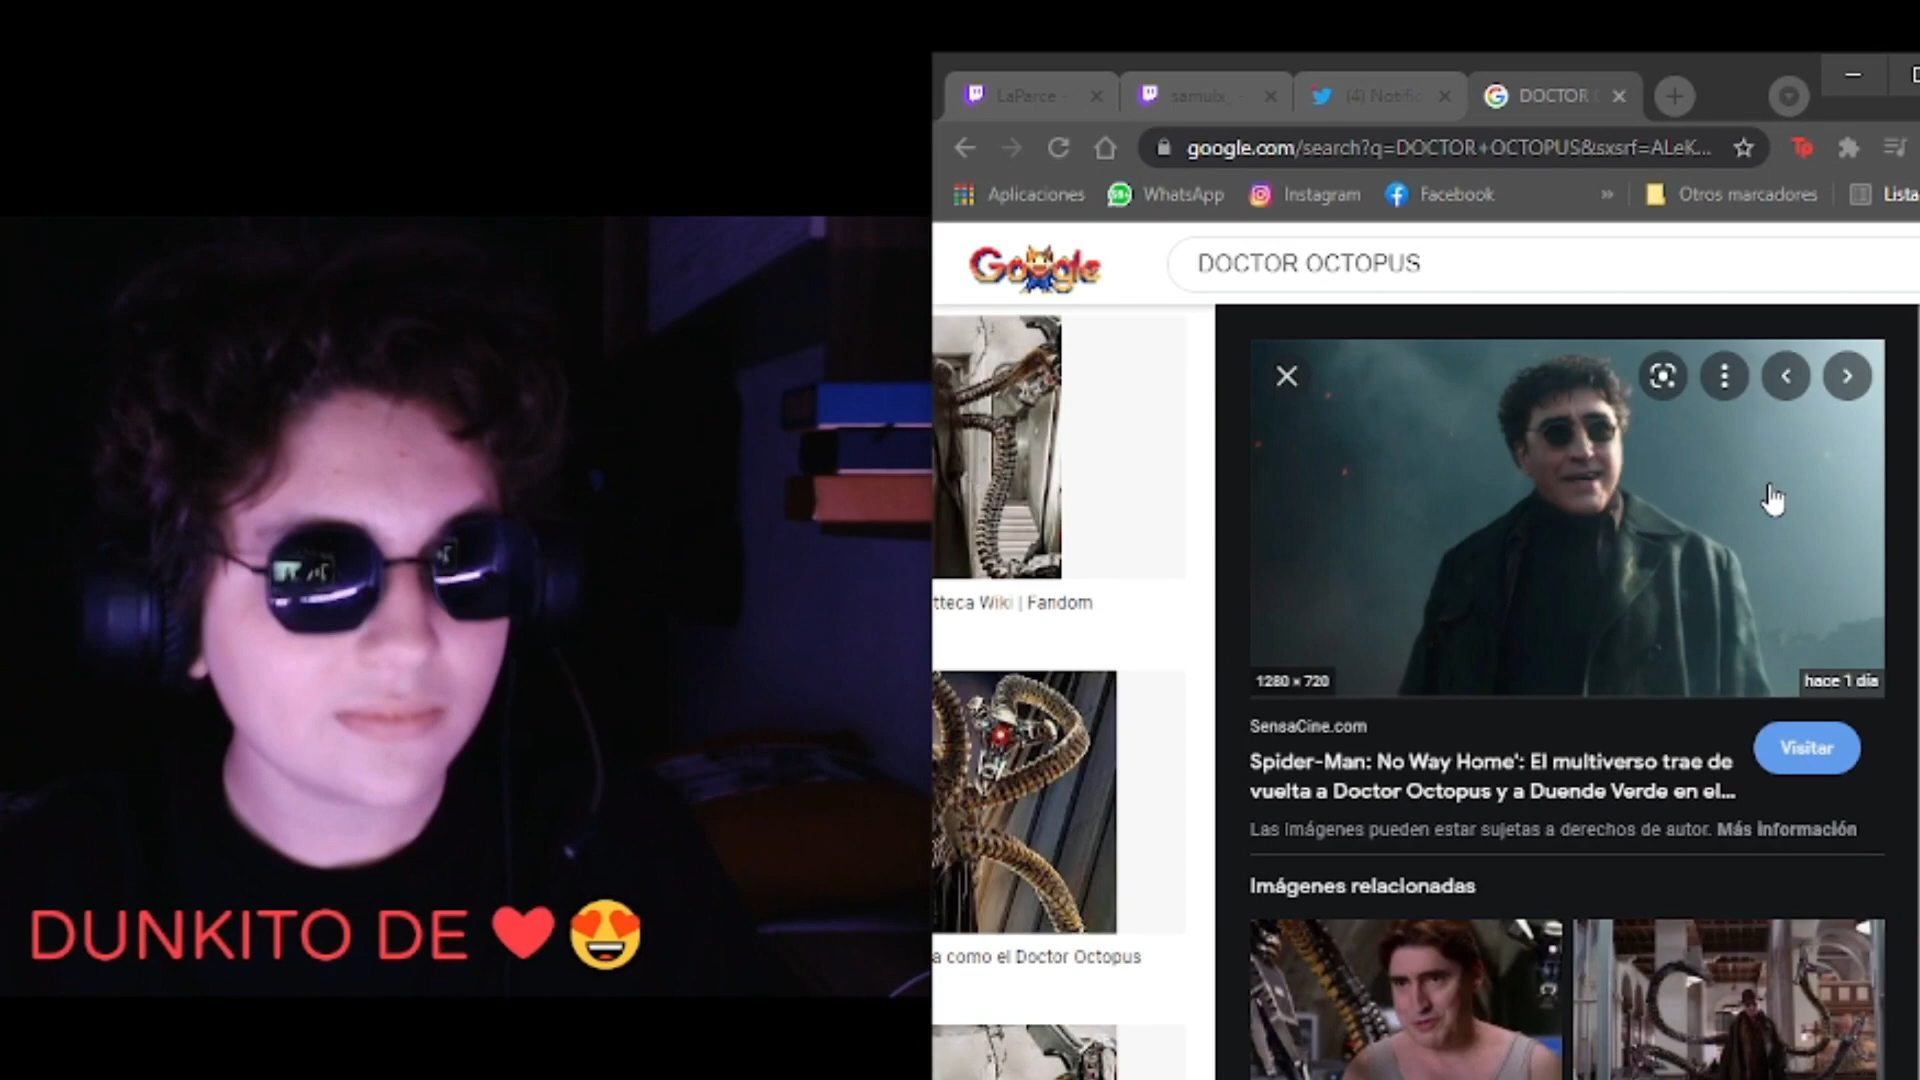 LaParce -
samulx_ -
(4) Notific
DOCTOR
google.com/search?q=DOCTOR+OCTOPUS&sxsrf=ALeK...
Tp
Aplicaciones
WhatsApp
Instagram
Facebook
»
Otros marcadores
Lista
Google
DOCTOR OCTOPUS
tteca Wiki | Fandom
1280 × 720
hace 1 día
SensaCine.com
Visitar
Spider-Man: No Way Home': El multiverso trae de
vuelta a Doctor Octopus y a Duende Verde en el...
Las imágenes pueden estar sujetas a derechos de autor. Más información
Imágenes relacionadas
DUNKITO DE ❤️😍
a como el Doctor Octopus